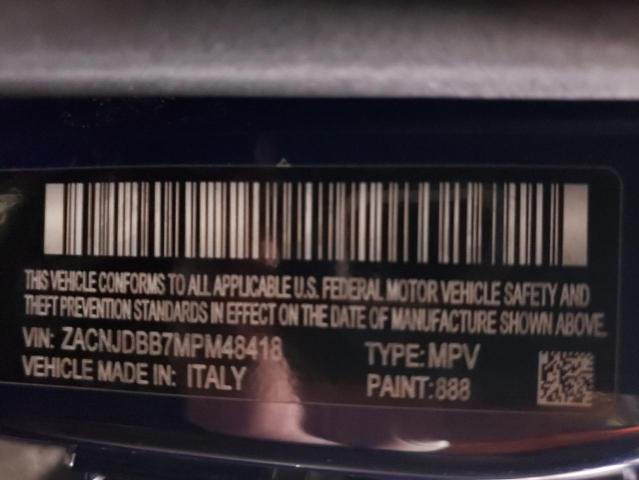 THIS VEHICLE CONFORMS TO ALL APPLICABLE U.S. FEDERAL MOTOR VEHICLE SAFETY AND
THEFT PREVENTION STANDARDS IN EFFECT ON THE DATE OF MANUFACTURE SHOWN ABOVE.
VIN: ZACNJDBB7MPM48418 TYPE: MPV
VEHICLE MADE IN: ITALY PAINT:888